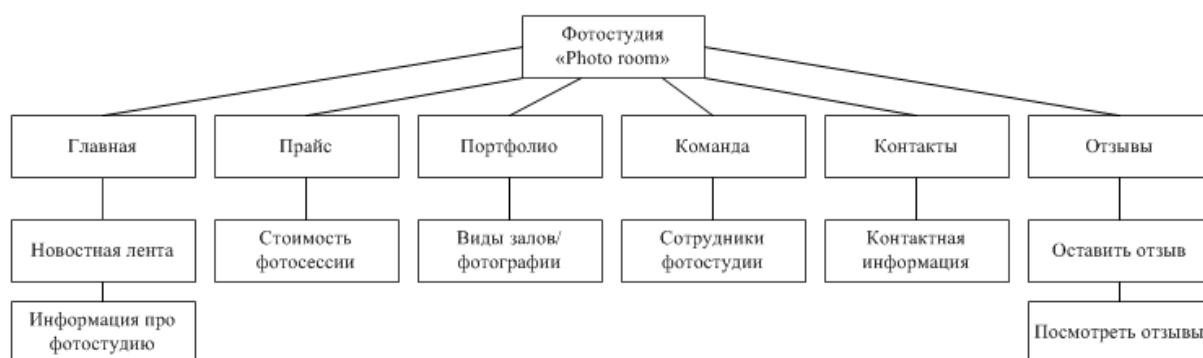 Фотостудия
«Photo room»
Главная
Прайс
Портфолио
Команда
Контакты
Отзывы
Новостная лента
Стоимость
фотосессии
Виды залов/
фотографии
Сотрудники
фотостудии
Контактная
информация
Оставить отзыв
Информация про
фотостудию
Посмотреть отзывы